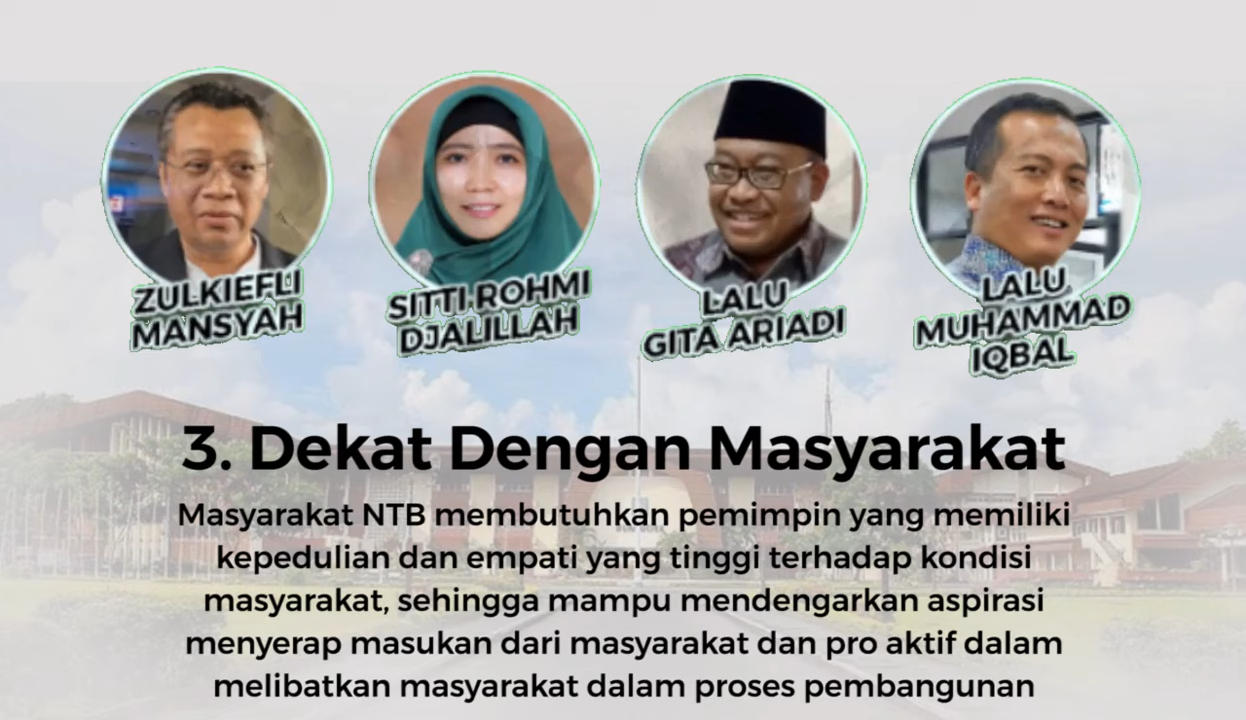 ZULKIEFLI
MANSYAH
SITTI ROHMI
DJALILLAH
LALU
GITA ARIADI
LALU
MUHAMMAD
IQBAL
3. Dekat Dengan Masyarakat
Masyarakat NTB membutuhkan pemimpin yang memiliki
kepedulian dan empati yang tinggi terhadap kondisi
masyarakat, sehingga mampu mendengarkan aspirasi
menyerap masukan dari masyarakat dan pro aktif dalam
melibatkan masyarakat dalam proses pembangunan